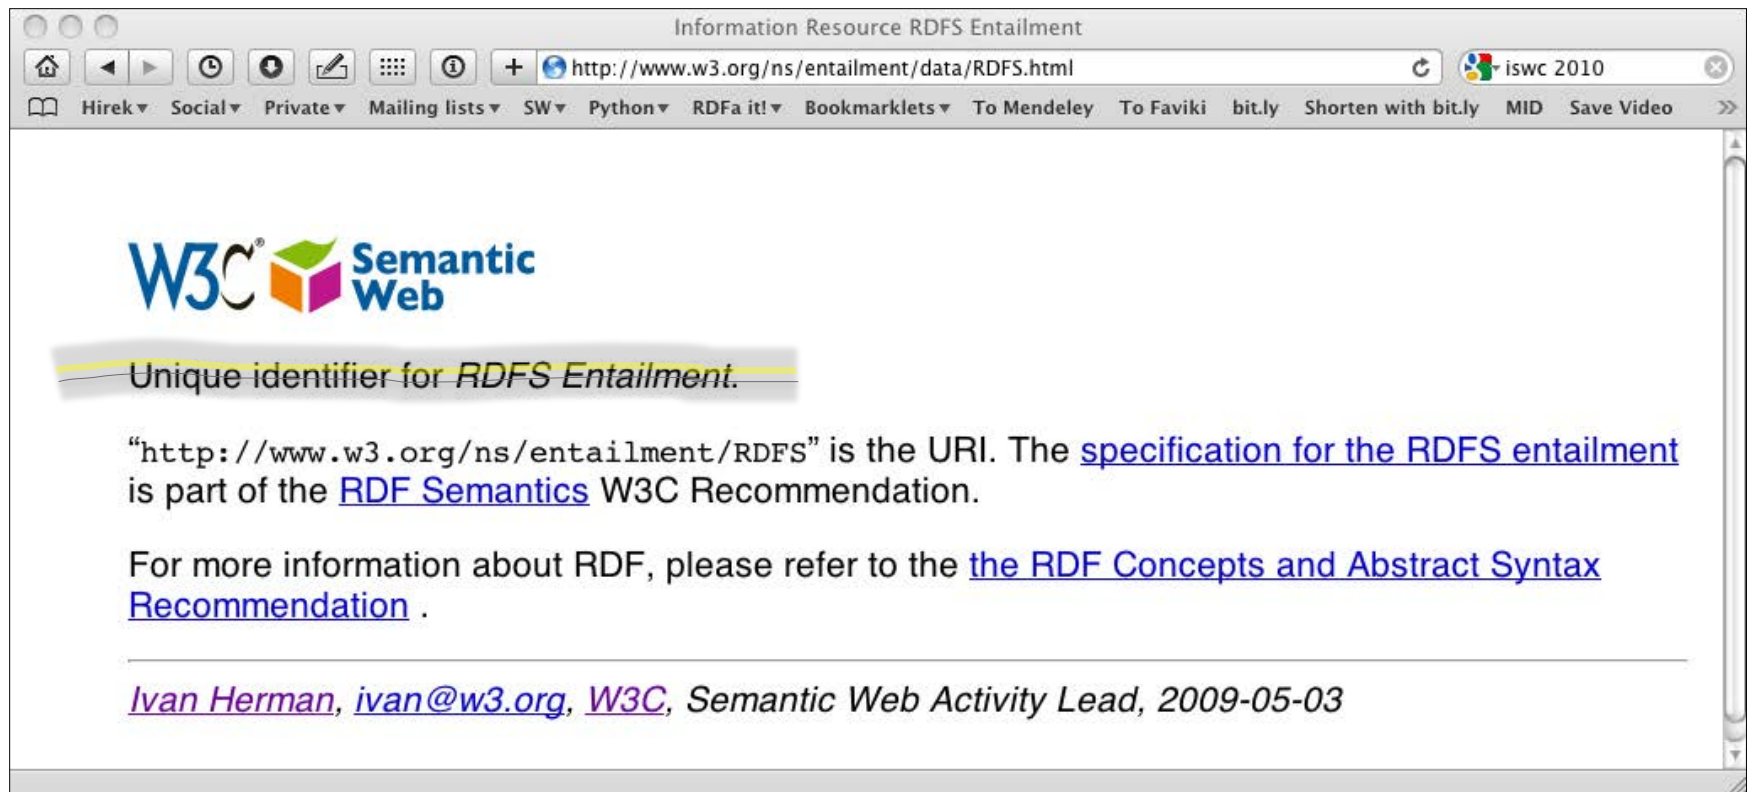 Information Resource RDFS Entailment
http://www.w3.org/ns/entailment/data/RDFS.html iswc 2010
Hirek Social Private Mailing lists SW Python RDFa it! Bookmarklets To Mendeley To Faviki bit.ly Shorten with bit.ly MID Save Video
W3C® Semantic
Web
Unique identifier for RDFS Entailment.
“http://www.w3.org/ns/entailment/RDFS” is the URI. The specification for the RDFS entailment
is part of the RDF Semantics W3C Recommendation.
For more information about RDF, please refer to the the RDF Concepts and Abstract Syntax
Recommendation .
Ivan Herman, ivan@w3.org, W3C, Semantic Web Activity Lead, 2009-05-03